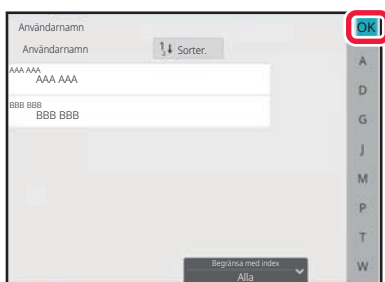 Användarnamn
OK
Användarnamn
Sorter.
AAA AAA
AAA AAA
BBB BBB
BBB BBB
A
D
G
J
M
P
T
W
Begränsa med index
Alla